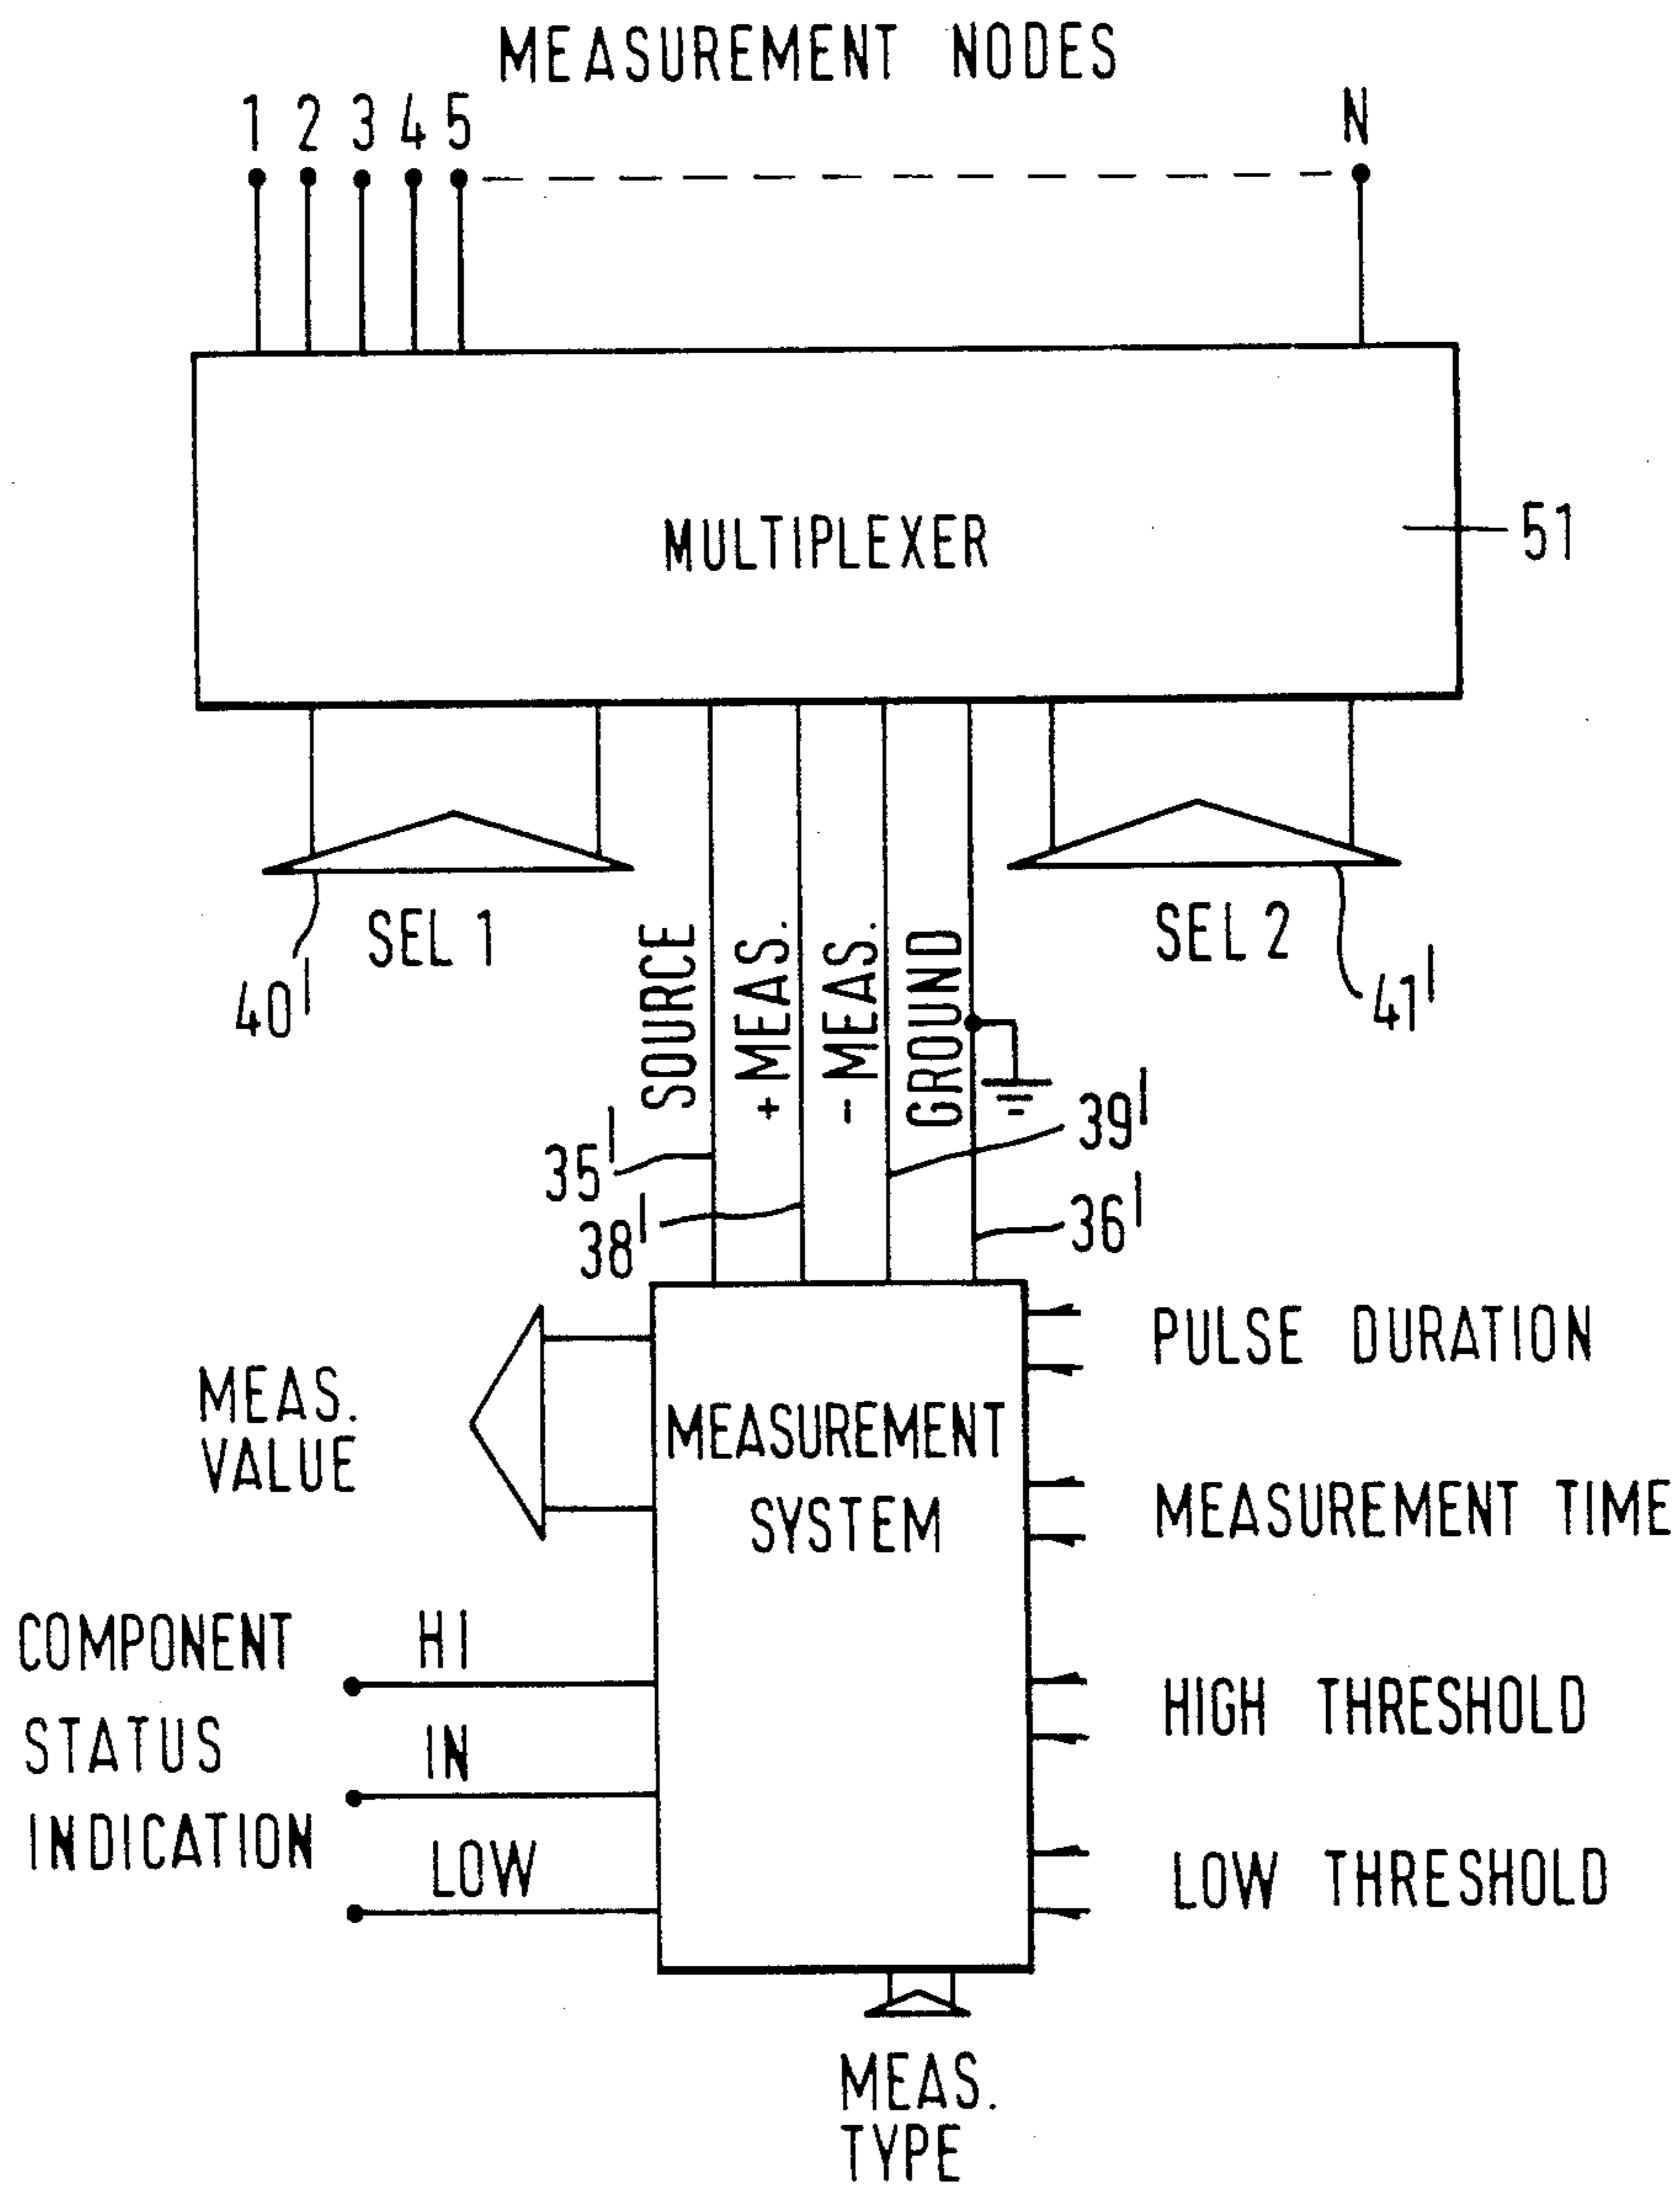 MEASUREMENT NODES
1 2 3 4 5 N
MULTIPLEXER
51
SEL 1
SEL 2
40'
41'
SOURCE
+ MEAS.
- MEAS.
GROUND
35'
38'
39'
36'
MEAS.
VALUE
MEASUREMENT
SYSTEM
PULSE DURATION
MEASUREMENT TIME
HIGH THRESHOLD
LOW THRESHOLD
COMPONENT
STATUS
INDICATION
HI
IN
LOW
MEAS.
TYPE